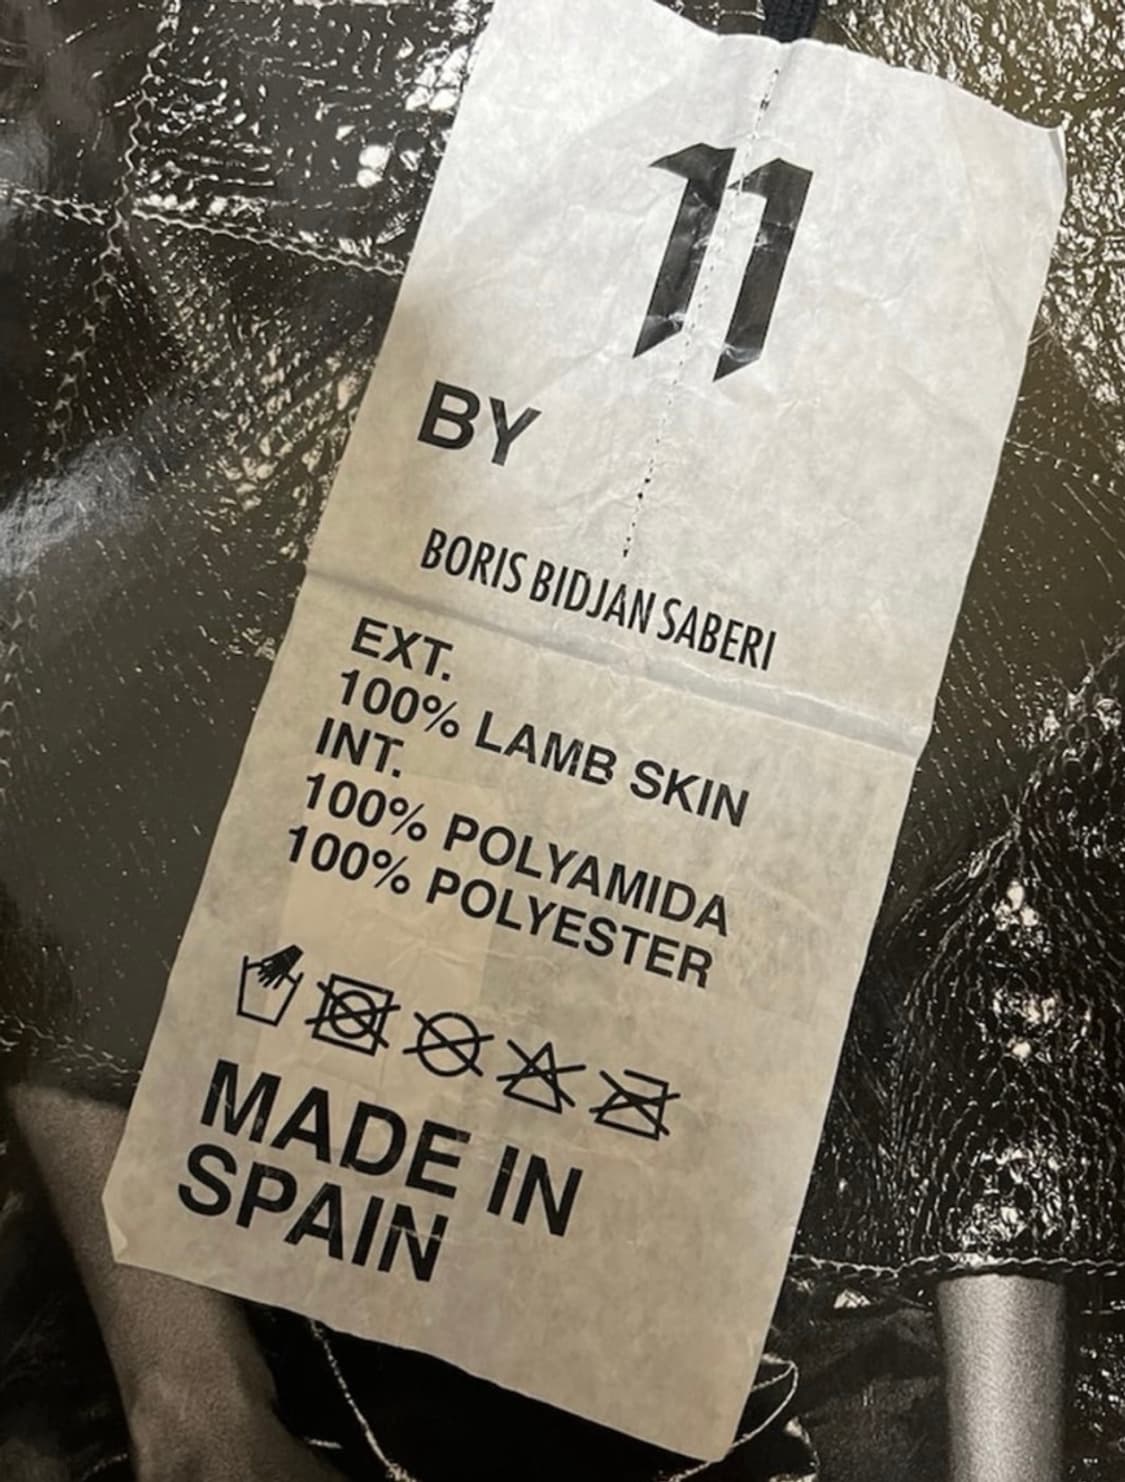 11
BY
BORIS BIDJAN SABERI
EXT.
100% LAMB SKIN
INT.
100% POLYAMIDA
100% POLYESTER
MADE IN
SPAIN